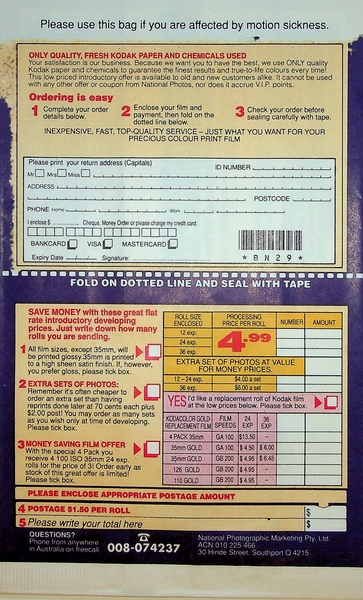 Please use this bag if you are affected by motion sickness.
ONLY QUALITY, FRESH KODAK PAPER AND CHEMICALS USED
Your satisfaction is our business. Because we want you to have the best, we use ONLY quality
Kodak paper and chemicals to guarantee the finest results and true-to-life colours every time!
This low priced introductory offer is available to old and new customers alike. It cannot be used
with any other offer or coupon from National Photos, nor does it accrue V.I.P. points.
Ordering is easy
1 Complete your order
details below.
2 Enclose your film and
payment, then fold on the
dotted line below.
3 Check your order before
sealing carefully with tape.
INEXPENSIVE, FAST, TOP-QUALITY SERVICE – JUST WHAT YOU WANT FOR YOUR
PRECIOUS COLOUR PRINT FILM
Please print your return address (Capitals)
Mr Mrs Miss
ID NUMBER
ADDRESS
POSTCODE
PHONE Home Work
I enclose $ Cheque, Money Order or please charge my credit card.
BANKCARD VISA MASTERCARD
Expiry Date Signature:
* B N 2 9 *
FOLD ON DOTTED LINE AND SEAL WITH TAPE
SAVE MONEY with these great flat
rate introductory developing
prices. Just write down how many
rolls you are sending.
1 All film sizes, except 35mm, will
be printed glossy. 35mm is printed
to a high sheen satin finish. If, however,
you prefer gloss, please tick box.
2 EXTRA SETS OF PHOTOS:
Remember it's often cheaper to
order an extra set than having
reprints done later at 70 cents each plus
$2.00 post! You may order as many sets
as you wish only at time of developing.
Please tick box.
3 MONEY SAVING FILM OFFER
With the special 4 Pack you
receive 4 100 ISO 35mm 24 exp.
rolls for the price of 3! Order early as
stock of this great offer is limited!
Please tick box.
ROLL SIZE ENCLOSED PROCESSING PRICE PER ROLL NUMBER AMOUNT
12 exp.
24 exp.
36 exp.
4.99
EXTRA SET OF PHOTOS AT VALUE
FOR MONEY PRICES.
12 – 24 exp. $4.00 a set
36 exp. $6.00 a set
YES I'd like a replacement roll of Kodak film
at the low prices below. Please tick box.
KODACOLOR GOLD REPLACEMENT FILM FILM SPEEDS 24 EXP 36 EXP
4 PACK 35mm GA 100 $13.50 –
35mm GOLD GA 100 $4.50 $6.00
35mm GOLD GB 200 $4.95 $6.45
126 GOLD GB 200 $4.95
110 GOLD GB 200 $4.95
PLEASE ENCLOSE APPROPRIATE POSTAGE AMOUNT
4 POSTAGE $1.50 PER ROLL $
5 Please write your total here $
QUESTIONS?
Phone from anywhere
in Australia on freecall
008-074237
National Photographic Marketing Pty. Ltd.
ACN 010 225 466
30 Hinde Street. Southport Q 4215